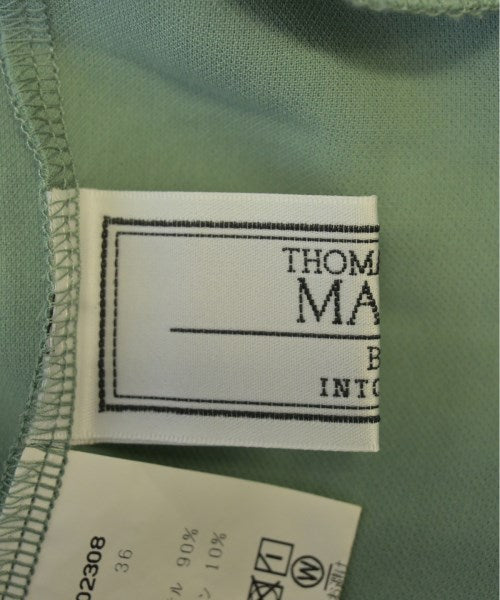 THOMA
MA
B
INTO
02308
36
ル 90%
ン 10%
W